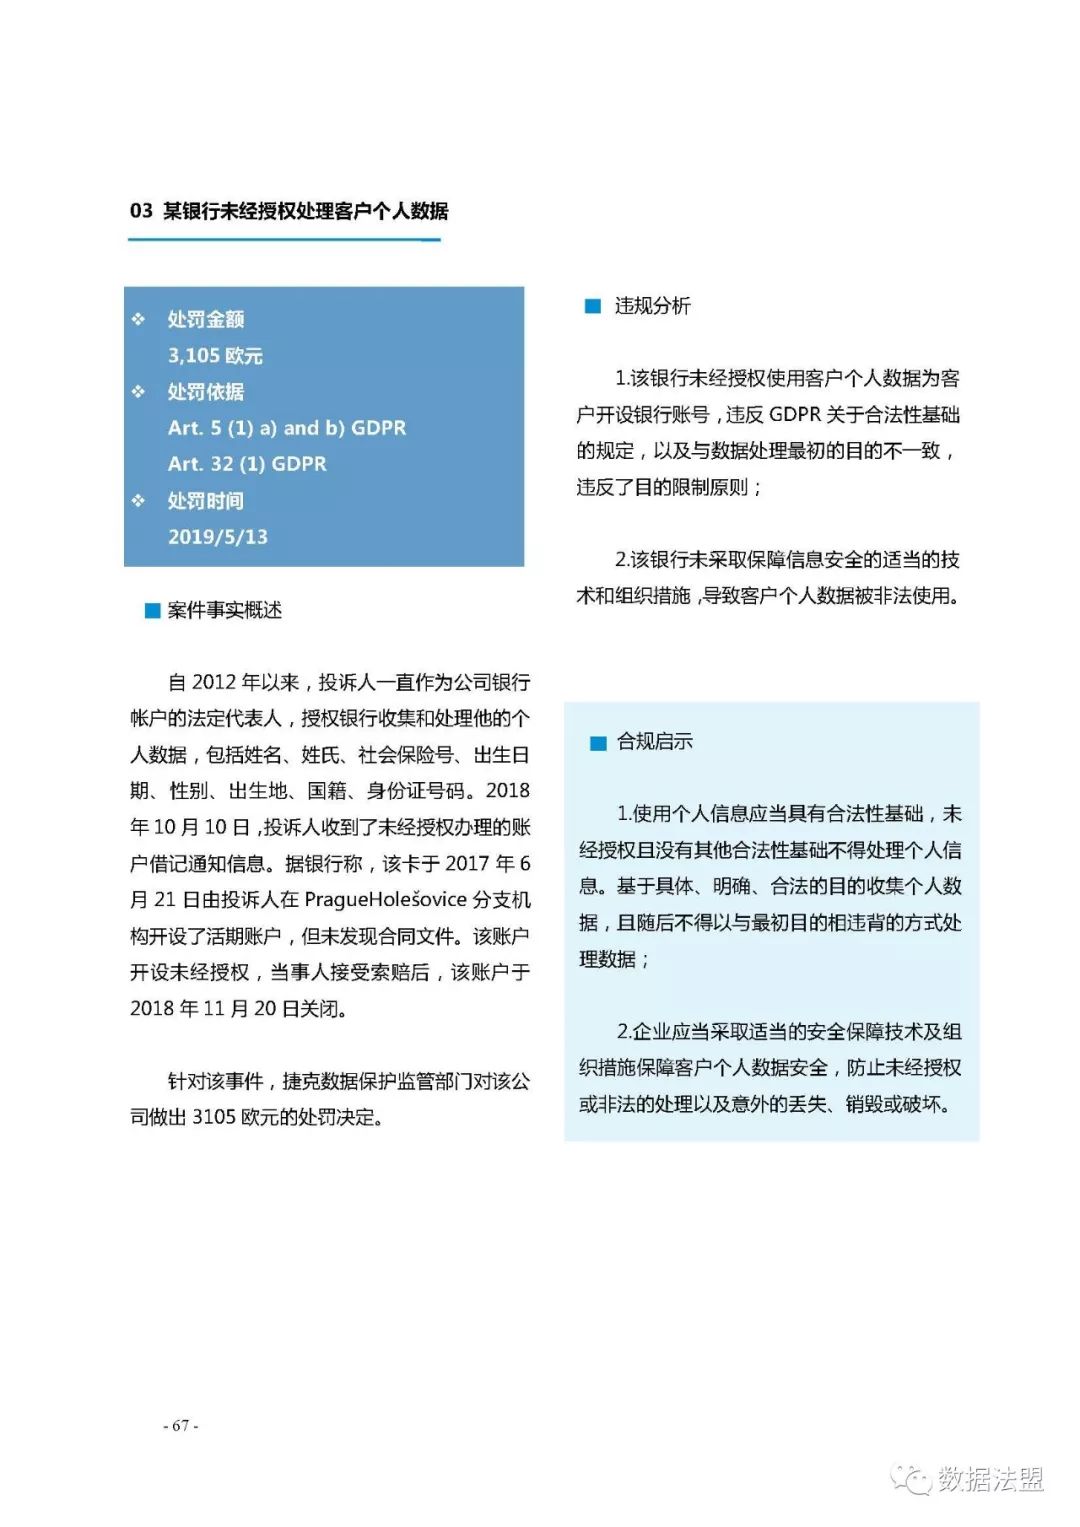 03 某银行未经授权处理客户个人数据
❖ 处罚金额
3,105 欧元
❖ 处罚依据
Art. 5 (1) a) and b) GDPR
Art. 32 (1) GDPR
❖ 处罚时间
2019/5/13
■ 案件事实概述
自 2012 年以来，投诉人一直作为公司银行
帐户的法定代表人，授权银行收集和处理他的个
人数据，包括姓名、姓氏、社会保险号、出生日
期、性别、出生地、国籍、身份证号码。2018
年 10 月 10 日，投诉人收到了未经授权办理的账
户借记通知信息。据银行称，该卡于 2017 年 6
月 21 日由投诉人在 PragueHolešovice 分支机
构开设了活期账户，但未发现合同文件。该账户
开设未经授权，当事人接受索赔后，该账户于
2018 年 11 月 20 日关闭。
针对该事件，捷克数据保护监管部门对该公
司做出 3105 欧元的处罚决定。
■ 违规分析
1.该银行未经授权使用客户个人数据为客
户开设银行账号，违反 GDPR 关于合法性基础
的规定，以及与数据处理最初的目的不一致，
违反了目的限制原则；
2.该银行未采取保障信息安全的适当的技
术和组织措施，导致客户个人数据被非法使用。
■ 合规启示
1.使用个人信息应当具有合法性基础，未
经授权且没有其他合法性基础不得处理个人信
息。基于具体、明确、合法的目的收集个人数
据，且随后不得以与最初目的相违背的方式处
理数据；
2.企业应当采取适当的安全保障技术及组
织措施保障客户个人数据安全，防止未经授权
或非法的处理以及意外的丢失、销毁或破坏。
- 67 -
数据法盟